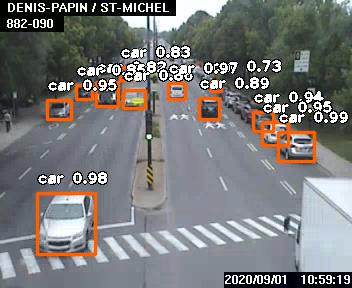 DENIS-PAPIN / ST-MICHEL
882-090
car 0.83
car 0.97
0.73
car 0.95
car 0.89
car 0.94
car 0.95
car 0.99
car 0.98
2020/09/01 10:59:19